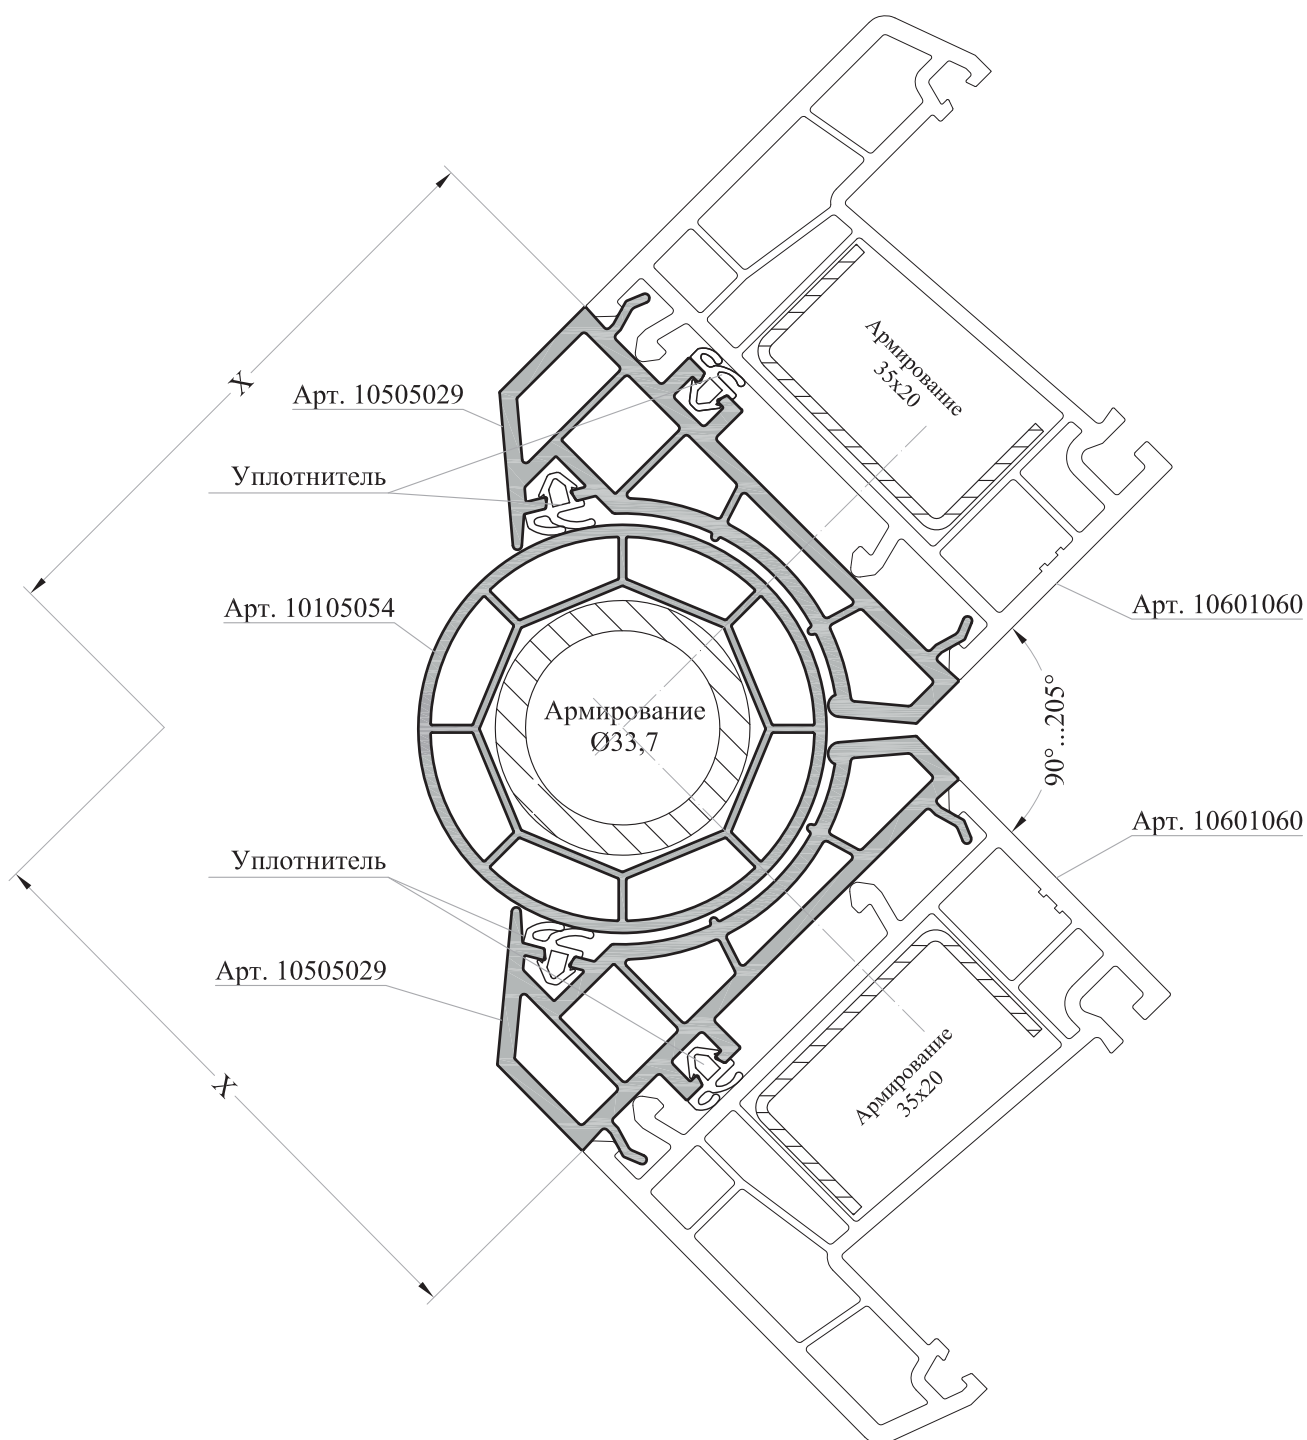 Армирование
35x20
X
Арт. 10505029
Уплотнитель
Арт. 10105054
Арт. 10601060
Армирование
Ø33,7
90°...205°
Арт. 10601060
Уплотнитель
Арт. 10505029
Армирование
35x20
X